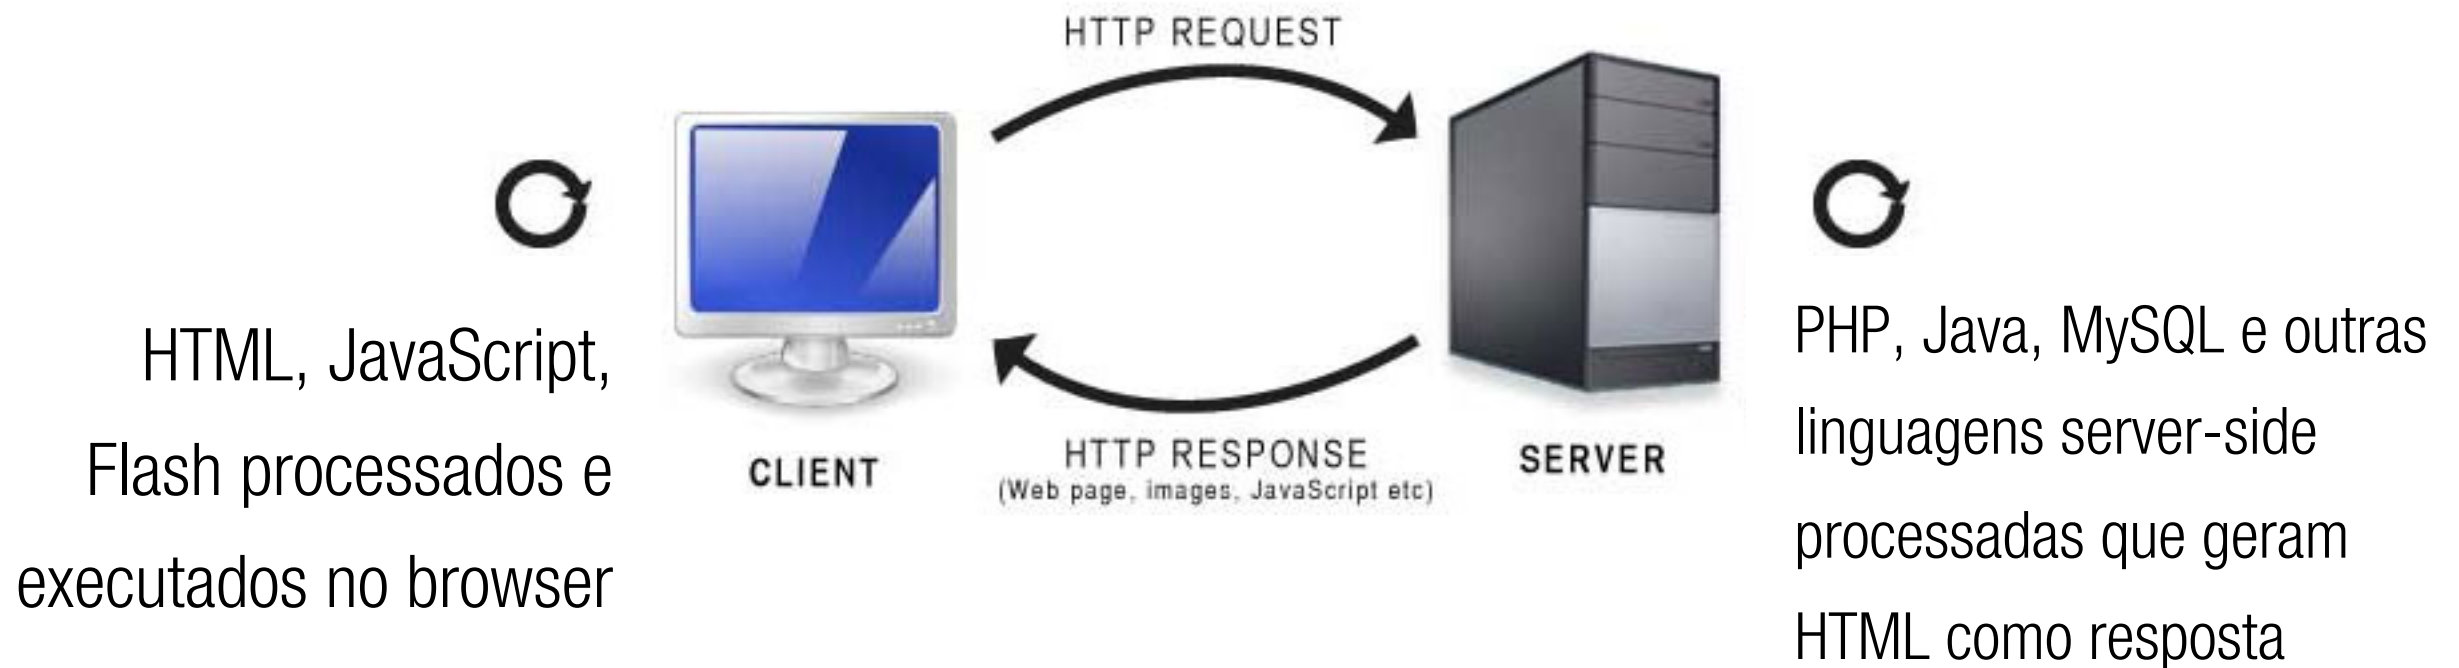 HTTP REQUEST
HTML, JavaScript,
Flash processados e
executados no browser
CLIENT
HTTP RESPONSE
(Web page, images, JavaScript etc)
SERVER
PHP, Java, MySQL e outras
linguagens server-side
processadas que geram
HTML como resposta